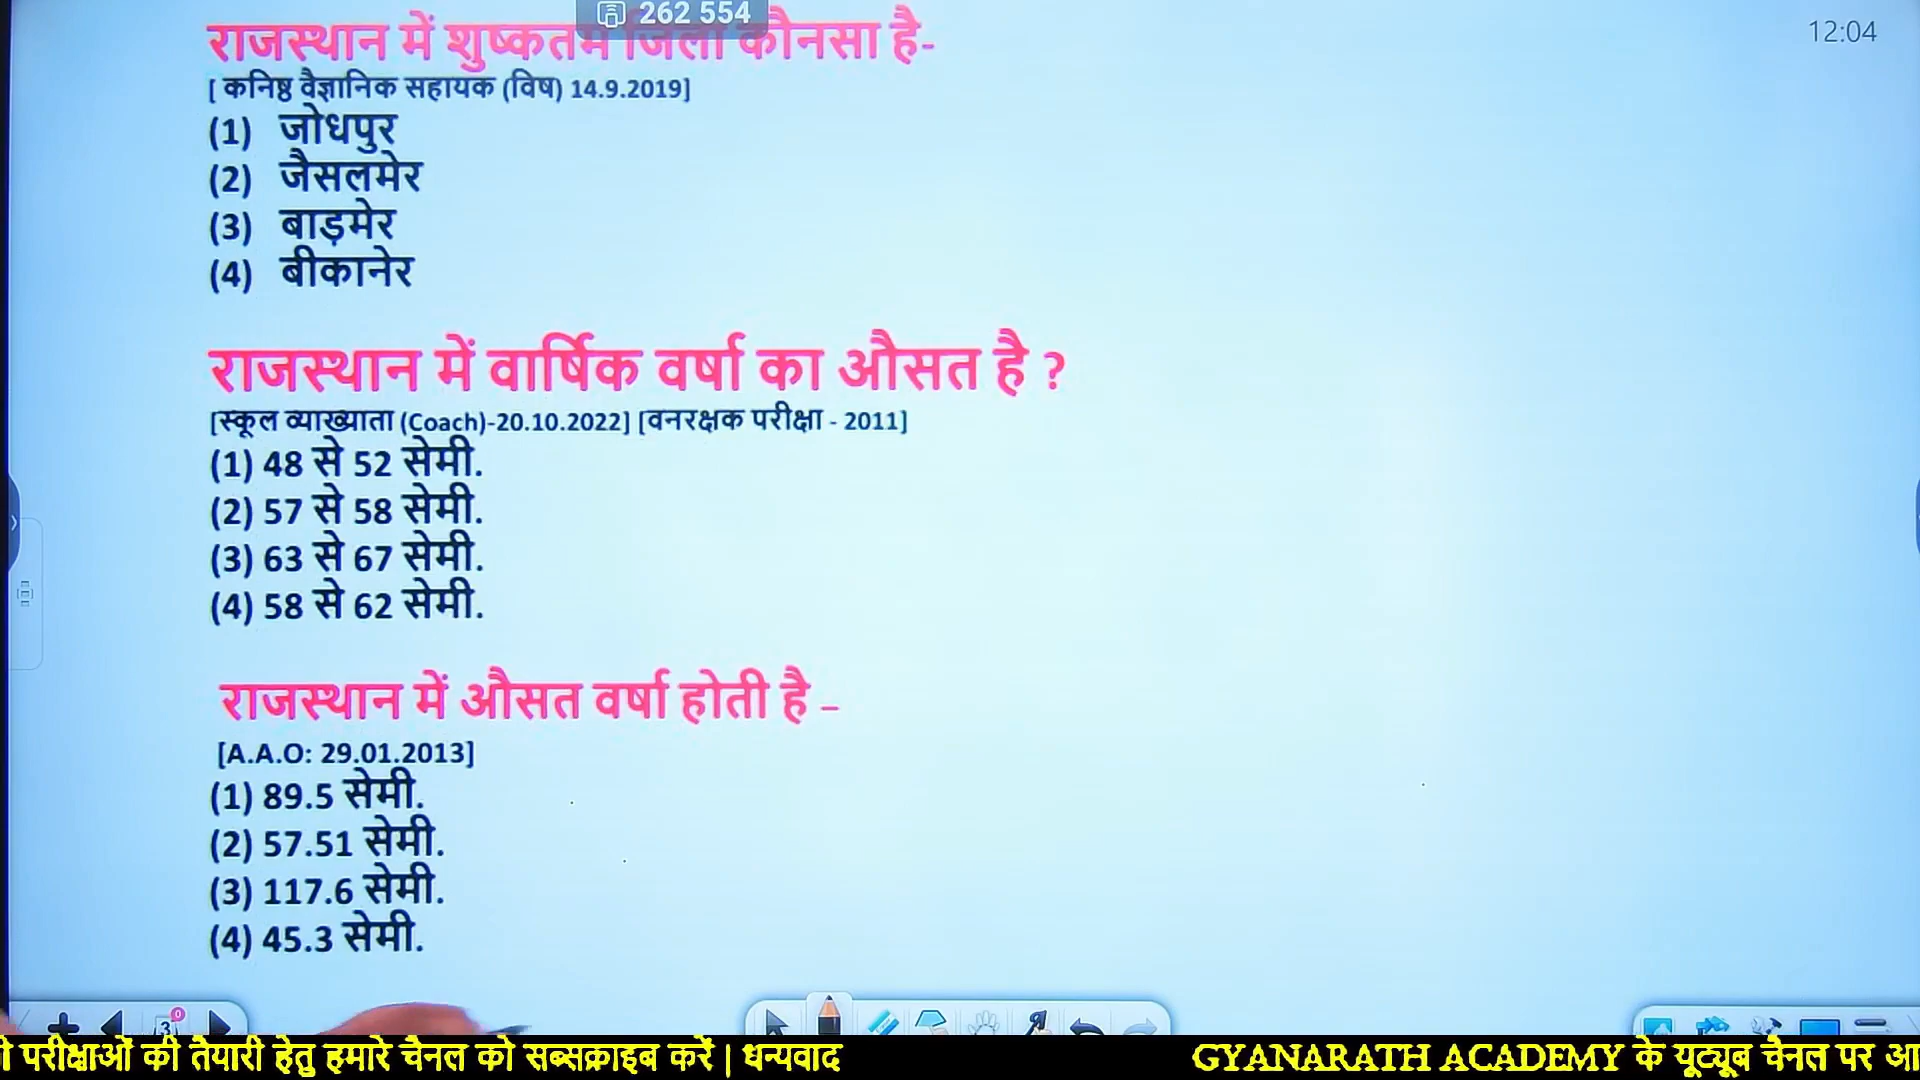 262 554
12:04
राजस्थान में शुष्कतम जिला कौनसा है-
[ कनिष्ठ वैज्ञानिक सहायक (विष) 14.9.2019]
(1) जोधपुर
(2) जैसलमेर
(3) बाड़मेर
(4) बीकानेर
राजस्थान में वार्षिक वर्षा का औसत है ?
[स्कूल व्याख्याता (Coach)-20.10.2022] [वनरक्षक परीक्षा - 2011]
(1) 48 से 52 सेमी.
(2) 57 से 58 सेमी.
(3) 63 से 67 सेमी.
(4) 58 से 62 सेमी.
राजस्थान में औसत वर्षा होती है –
[A.A.O: 29.01.2013]
(1) 89.5 सेमी.
(2) 57.51 सेमी.
(3) 117.6 सेमी.
(4) 45.3 सेमी.
3 0
परीक्षाओं की तैयारी हेतु हमारे चैनल को सब्सक्राइब करें | धन्यवाद GYANARATH ACADEMY के यूट्यूब चैनल पर